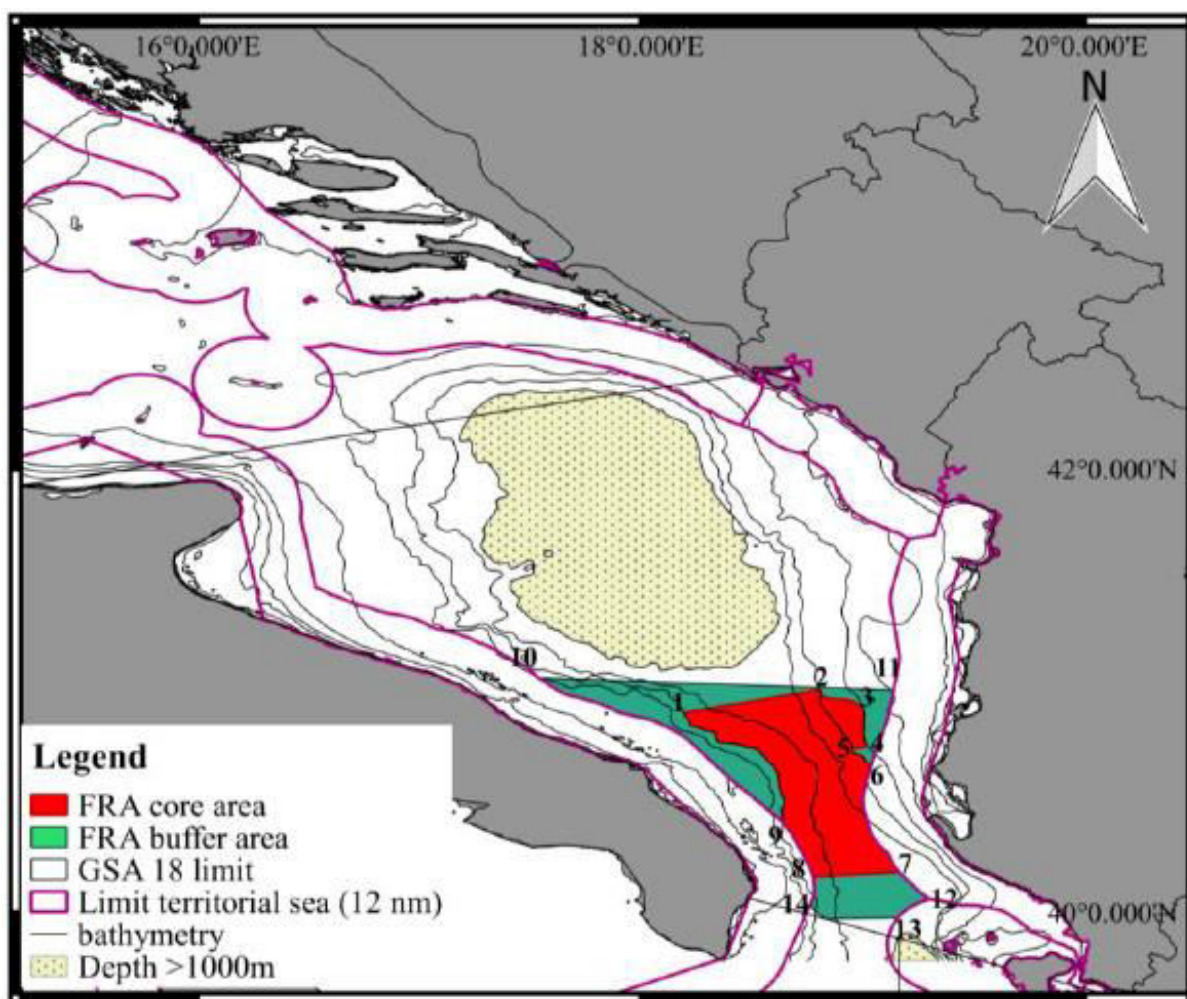 16°0.000'E
18°0.000'E
20°0.000'E
N
42°0.000'N
10
11
2
1
3
5
4
6
9
8
7
14
12
13
40°0.000'N
Legend
FRA core area
FRA buffer area
GSA 18 limit
Limit territorial sea (12 nm)
bathymetry
Depth >1000m